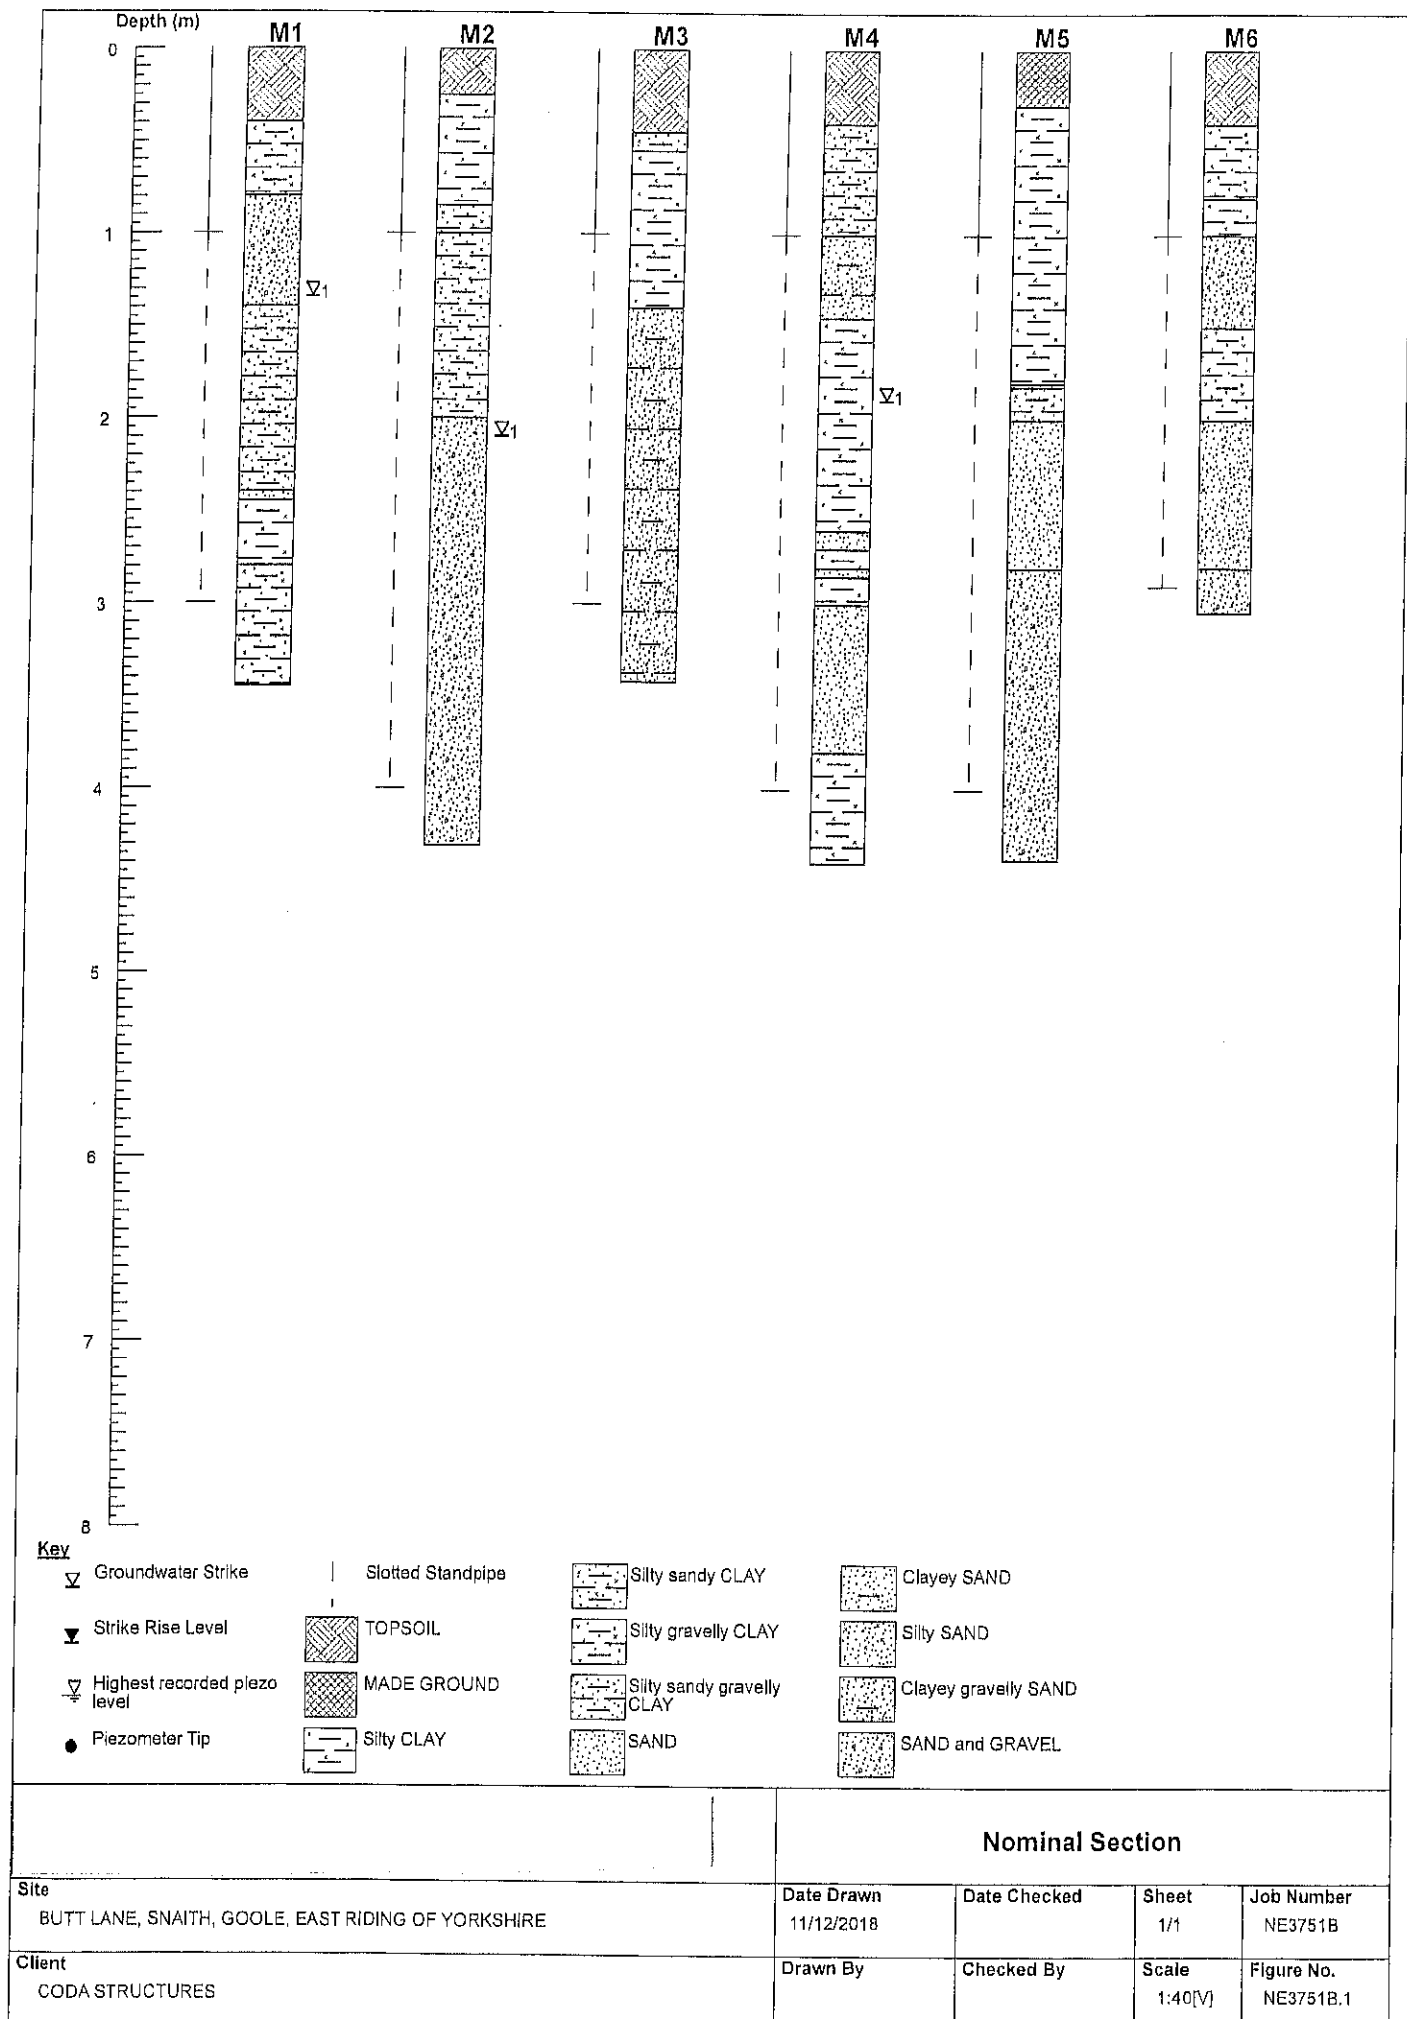 Depth (m)
M1 M2 M3 M4 M5 M6
0
1
1
2
1
1
3
4
5
6
7
8
Key
Groundwater Strike
Strike Rise Level
Highest recorded piezo
level
Piezometer Tip
Slotted Standpipe
TOPSOIL
MADE GROUND
Silty CLAY
Silty sandy CLAY
Silty gravelly CLAY
Silty sandy gravelly
CLAY
SAND
Clayey SAND
Silty SAND
Clayey gravelly SAND
SAND and GRAVEL
Nominal Section
Site
BUTT LANE, SNAITH, GOOLE, EAST RIDING OF YORKSHIRE
Date Drawn
11/12/2018
Date Checked
Sheet
1/1
Job Number
NE3751B
Client
CODA STRUCTURES
Drawn By
Checked By
Scale
1:40[V]
Figure No.
NE3751B.1